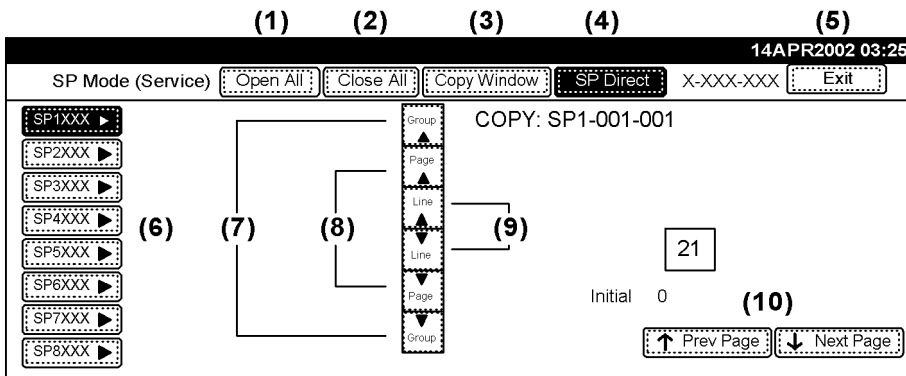 (1) (2) (3) (4) (5)
14APR2002 03:25
SP Mode (Service) Open All Close All Copy Window SP Direct X-XXX-XXX Exit
SP1XXX
SP2XXX
SP3XXX
SP4XXX
SP5XXX
SP6XXX
SP7XXX
SP8XXX
(6)
(7)
(8)
Group
Page
Line
Line
Page
Group
(9)
COPY: SP1-001-001
21
Initial 0
(10)
Prev Page Next Page